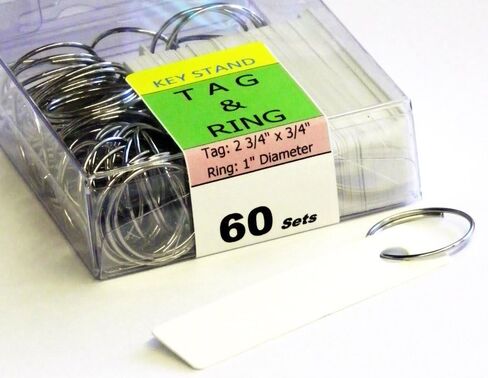 KEY STAND
TAG
&
RING
Tag: 2 3/4" x 3/4"
Ring: 1" Diameter
60 Sets